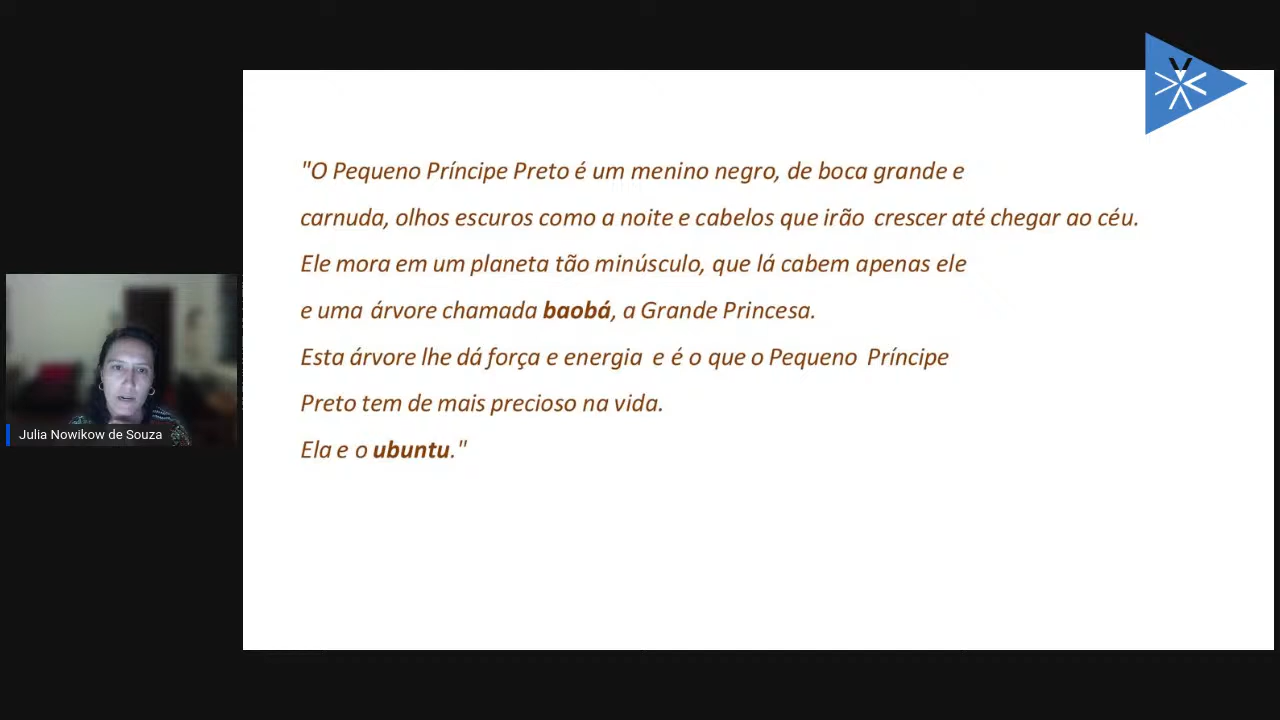 "O Pequeno Príncipe Preto é um menino negro, de boca grande e
carnuda, olhos escuros como a noite e cabelos que irão crescer até chegar ao céu.
Ele mora em um planeta tão minúsculo, que lá cabem apenas ele
e uma árvore chamada baobá, a Grande Princesa.
Esta árvore lhe dá força e energia e é o que o Pequeno Príncipe
Preto tem de mais precioso na vida.
Ela e o ubuntu."
Julia Nowikow de Souza